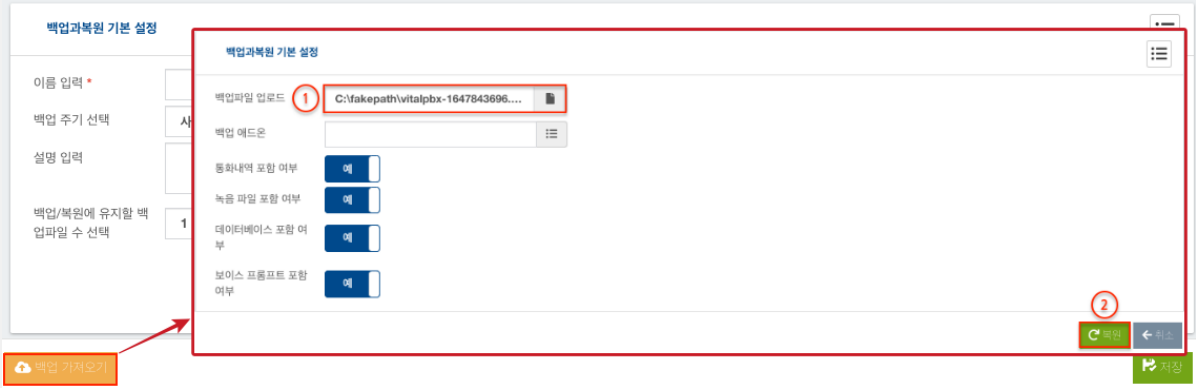 백업과복원 기본 설정
이름 입력 *
백업 주기 선택
사
설명 입력
백업/복원에 유지할 백
업파일 수 선택
1
백업과복원 기본 설정
백업파일 업로드
1
C:\fakepath\vitalpbx-1647843696....
백업 애드온
통화내역 포함 여부
예
녹음 파일 포함 여부
예
데이터베이스 포함 여
부
예
보이스 프롬프트 포함
여부
예
2
복원
취소
백업 가져오기
저장